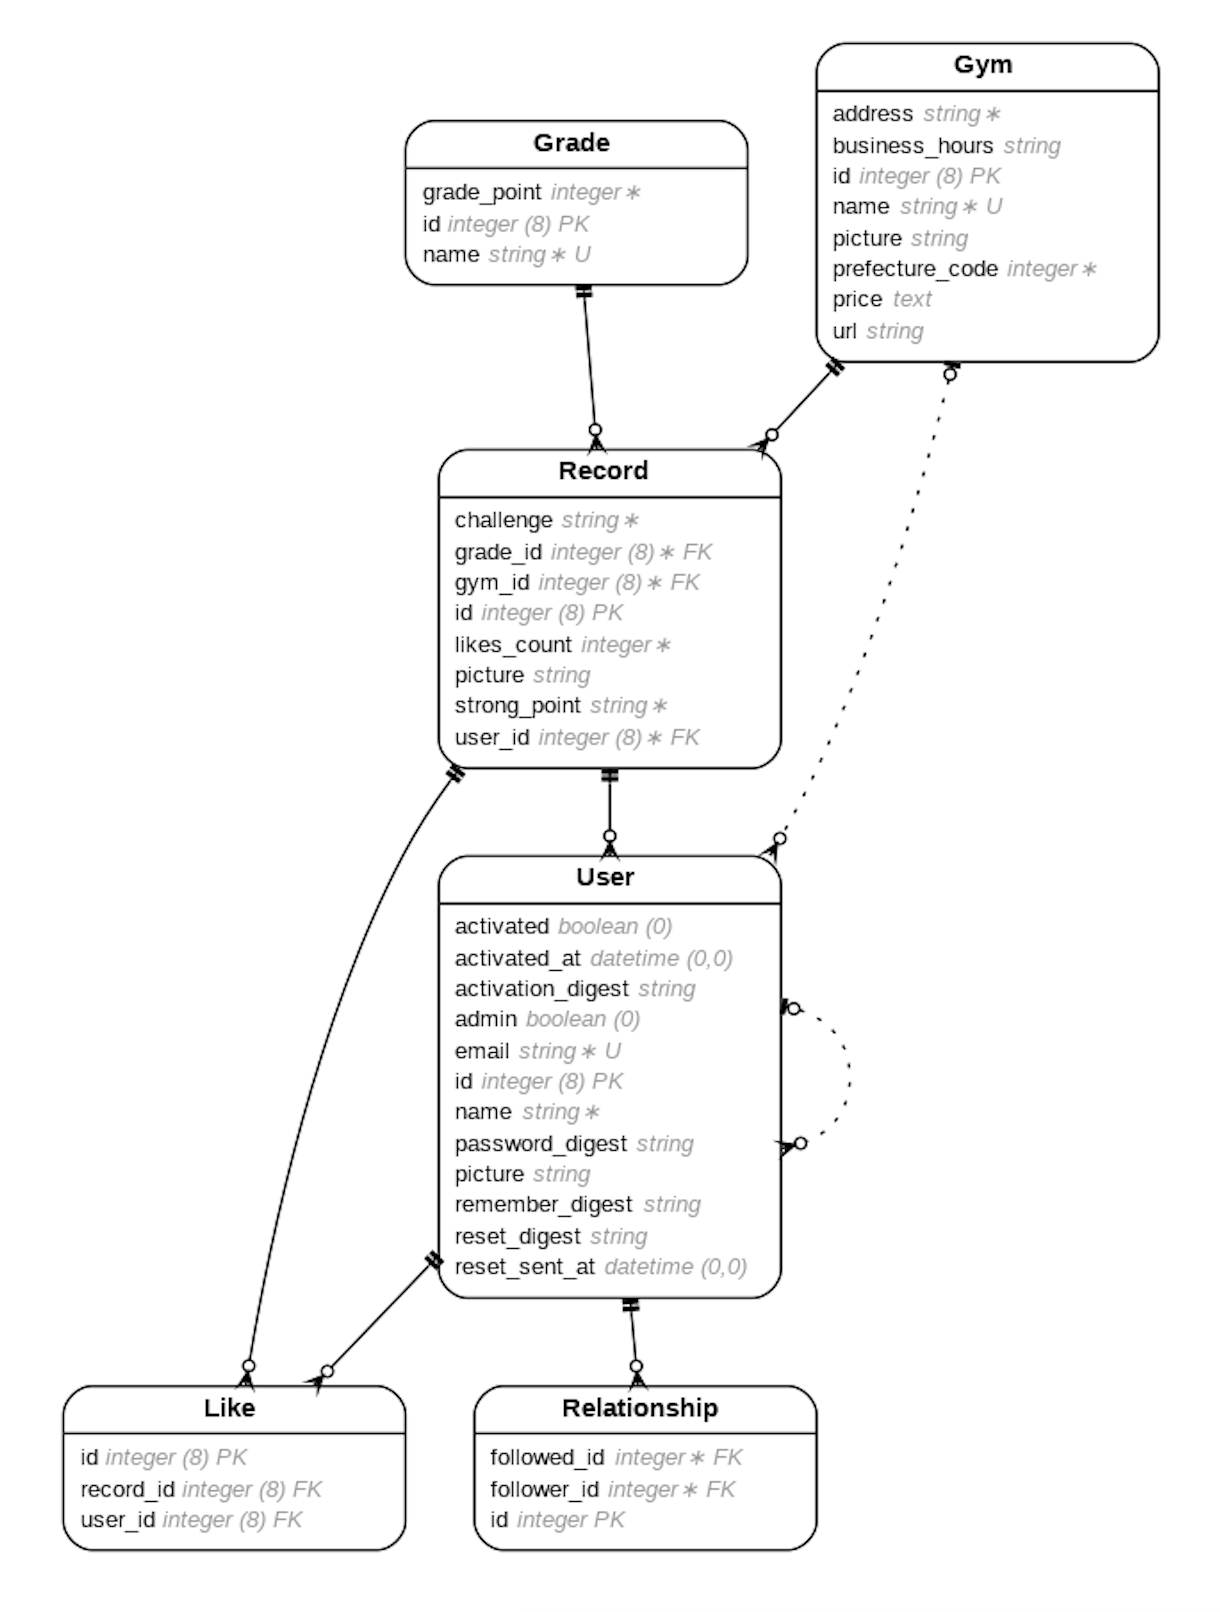 Gym
address string∗
business_hours string
id integer (8) PK
name string∗ U
picture string
prefecture_code integer∗
price text
url string
Grade
grade_point integer∗
id integer (8) PK
name string∗ U
Record
challenge string∗
grade_id integer (8)∗ FK
gym_id integer (8)∗ FK
id integer (8) PK
likes_count integer∗
picture string
strong_point string∗
user_id integer (8)∗ FK
User
activated boolean (0)
activated_at datetime (0,0)
activation_digest string
admin boolean (0)
email string∗ U
id integer (8) PK
name string∗
password_digest string
picture string
remember_digest string
reset_digest string
reset_sent_at datetime (0,0)
Like
id integer (8) PK
record_id integer (8) FK
user_id integer (8) FK
Relationship
followed_id integer∗ FK
follower_id integer∗ FK
id integer PK